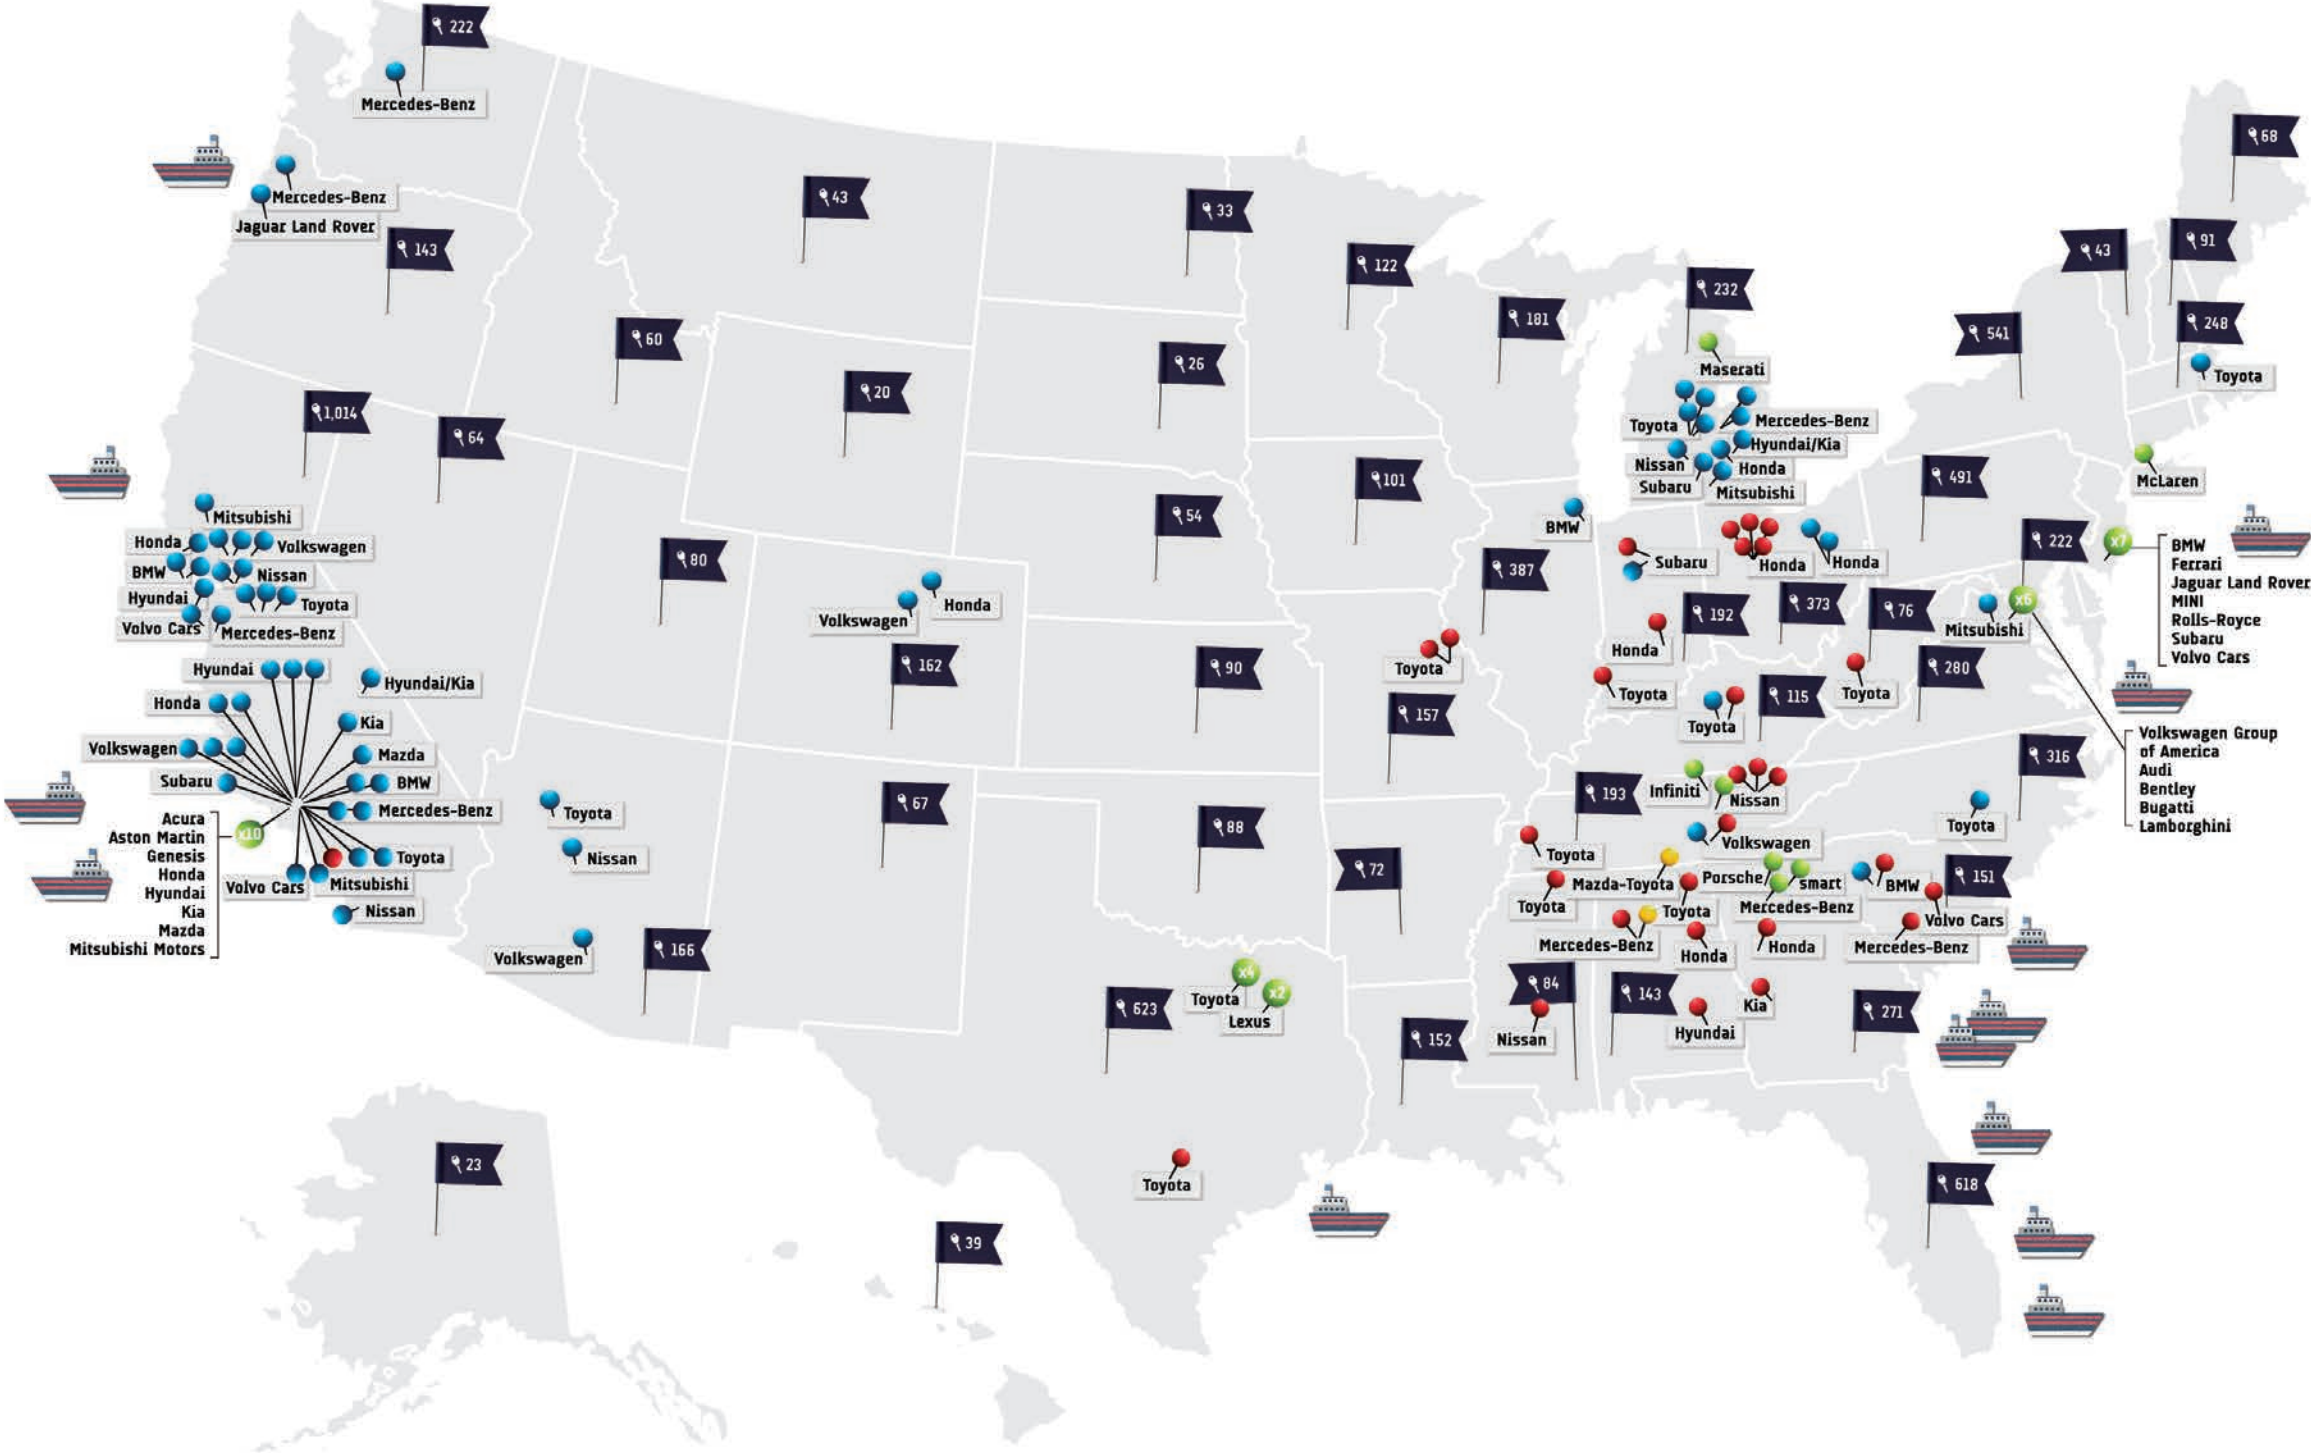 222
Mercedes-Benz
Mercedes-Benz
Jaguar Land Rover
143
43
33
122
181
232
68
43
91
541
248
Toyota
60
20
26
1,014
64
Maserati
Toyota
Mercedes-Benz
Hyundai/Kia
Nissan
Honda
Subaru
Mitsubishi
101
491
McLaren
54
BMW
387
80
Mitsubishi
Honda
Volkswagen
BMW
Nissan
Hyundai
Toyota
Volvo Cars
Mercedes-Benz
Honda
Volkswagen
162
Subaru
Honda
Honda
222
x7
BMW
Ferrari
Jaguar Land Rover
MINI
Rolls-Royce
Subaru
Volvo Cars
192
373
76
x6
Mitsubishi
Honda
Toyota
90
157
Toyota
Toyota
115
Toyota
280
Volkswagen Group
of America
Audi
Bentley
Bugatti
Lamborghini
316
Hyundai
Hyundai/Kia
Honda
Kia
Volkswagen
Mazda
Subaru
BMW
Mercedes-Benz
Acura
Aston Martin
Genesis
Honda
Hyundai
Kia
Mazda
Mitsubishi Motors
x10
Toyota
Volvo Cars
Mitsubishi
Nissan
Toyota
Nissan
Volkswagen
67
166
88
72
193
Infiniti
Nissan
Toyota
Volkswagen
Toyota
Toyota
Mazda-Toyota
Porsche
smart
BMW
151
Toyota
Mercedes-Benz
Volvo Cars
Mercedes-Benz
Honda
Honda
Mercedes-Benz
84
143
Kia
271
Nissan
Hyundai
x4
Toyota
x2
Lexus
623
152
Toyota
618
23
39